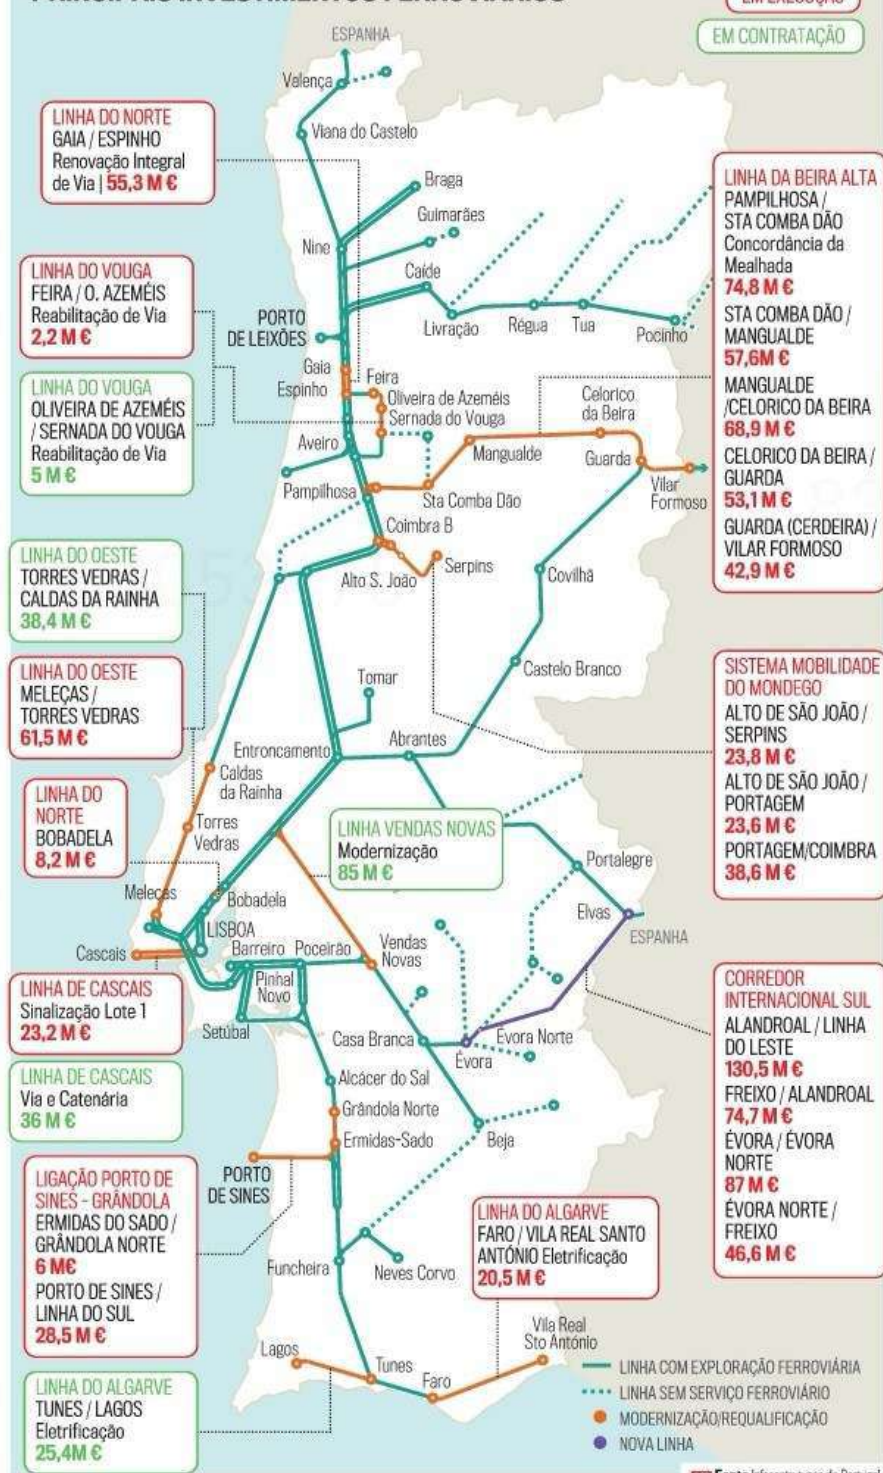 PRINCIPAIS INVESTIMENTOS FERROVIÁRIOS
EM EXECUÇÃO
EM CONTRATAÇÃO
ESPANHA
Valença
Viana do Castelo
LINHA DO NORTE
GAIA / ESPINHO
Renovação Integral
de Via | 55,3 M €
Braga
Guimarães
Nine
Caíde
LINHA DO VOUGA
FEIRA / O. AZEMÉIS
Reabilitação de Via
2,2 M €
PORTO
DE LEIXÕES
Livração
Régua
Tua
Pocinho
LINHA DA BEIRA ALTA
PAMPILHOSA /
STA COMBA DÃO
Concordância da
Mealhada
74,8 M €
STA COMBA DÃO /
MANGUALDE
57,6M €
MANGUALDE
/CELORICO DA BEIRA
68,9 M €
CELORICO DA BEIRA /
GUARDA
53,1 M €
GUARDA (CERDEIRA) /
VILAR FORMOSO
42,9 M €
Gaia
Espinho
Feira
Oliveira de Azeméis
Sernada do Vouga
Celorico
da Beira
LINHA DO VOUGA
OLIVEIRA DE AZEMÉIS
/ SERNADA DO VOUGA
Reabilitação de Via
5 M €
Aveiro
Mangualde
Guarda
Vilar
Formoso
Pampilhosa
Sta Comba Dão
Coimbra B
Alto S. João
Serpins
Covilhã
LINHA DO OESTE
TORRES VEDRAS /
CALDAS DA RAINHA
38,4 M €
LINHA DO OESTE
MELEÇAS /
TORRES VEDRAS
61,5 M €
Tomar
Castelo Branco
SISTEMA MOBILIDADE
DO MONDEGO
ALTO DE SÃO JOÃO /
SERPINS
23,8 M €
ALTO DE SÃO JOÃO /
PORTAGEM
23,6 M €
PORTAGEM/COIMBRA
38,6 M €
Entroncamento
Abrantes
Caldas
da Rainha
LINHA DO
NORTE
BOBADELA
8,2 M €
Torres
Vedras
LINHA VENDAS NOVAS
Modernização
85 M €
Portalegre
Meleças
Bobadela
LISBOA
Elvas
ESPANHA
Cascais
Barreiro
Poceirão
Vendas
Novas
Pinhal
Novo
LINHA DE CASCAIS
Sinalização Lote 1
23,2 M €
Setúbal
Casa Branca
Évora
Évora Norte
CORREDOR
INTERNACIONAL SUL
ALANDROAL / LINHA
DO LESTE
130,5 M €
FREIXO / ALANDROAL
74,7 M €
ÉVORA / ÉVORA
NORTE
87 M €
ÉVORA NORTE /
FREIXO
46,6 M €
LINHA DE CASCAIS
Via e Catenária
36 M €
Alcácer do Sal
Grândola Norte
Ermidas-Sado
Beja
PORTO
DE SINES
LIGAÇÃO PORTO DE
SINES - GRÂNDOLA
ERMIDAS DO SADO /
GRÂNDOLA NORTE
6 M€
PORTO DE SINES /
LINHA DO SUL
28,5 M €
LINHA DO ALGARVE
FARO / VILA REAL SANTO
ANTÓNIO Eletrificação
20,5 M €
Funcheira
Neves Corvo
Lagos
Tunes
Faro
Vila Real
Sto António
LINHA DO ALGARVE
TUNES / LAGOS
Eletrificação
25,4M €
LINHA COM EXPLORAÇÃO FERROVIÁRIA
LINHA SEM SERVIÇO FERROVIÁRIO
MODERNIZAÇÃO/REQUALIFICAÇÃO
NOVA LINHA